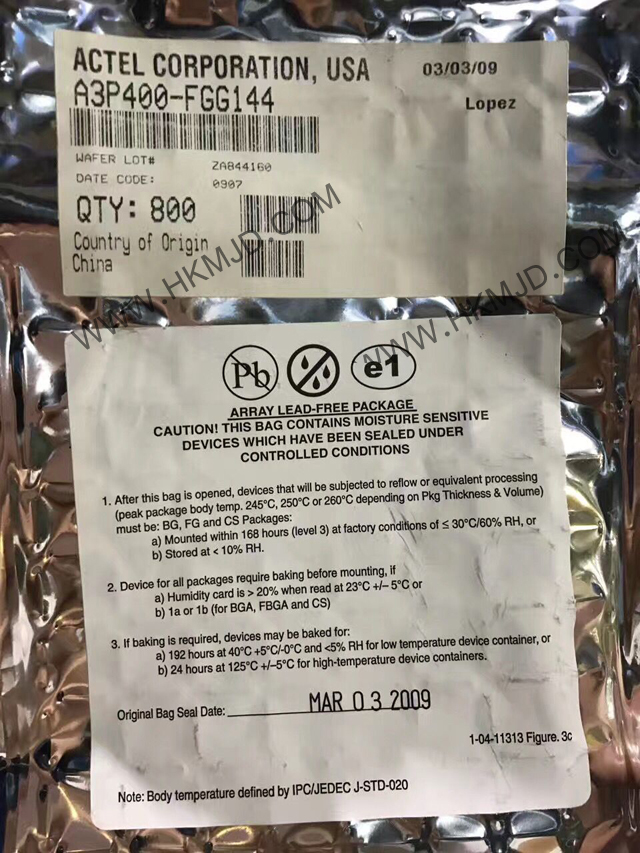 ACTEL CORPORATION, USA
03/03/09
A3P400-FGG144
Lopez
WAFER LOT# ZA844160
DATE CODE: 0907
QTY: 800
Country of Origin
China
WWW.HKMJD.COM
WWW.HKMJD.COM
Pb
e1
ARRAY LEAD-FREE PACKAGE
CAUTION! THIS BAG CONTAINS MOISTURE SENSITIVE
DEVICES WHICH HAVE BEEN SEALED UNDER
CONTROLLED CONDITIONS
1. After this bag is opened, devices that will be subjected to reflow or equivalent processing
(peak package body temp. 245°C, 250°C or 260°C depending on Pkg Thickness & Volume)
must be: BG, FG and CS Packages:
a) Mounted within 168 hours (level 3) at factory conditions of ≤ 30°C/60% RH, or
b) Stored at < 10% RH.
2. Device for all packages require baking before mounting, if
a) Humidity card is > 20% when read at 23°C +/– 5°C or
b) 1a or 1b (for BGA, FBGA and CS)
3. If baking is required, devices may be baked for:
a) 192 hours at 40°C +5°C/-0°C and <5% RH for low temperature device container, or
b) 24 hours at 125°C +/–5°C for high-temperature device containers.
Original Bag Seal Date: MAR 03 2009
1-04-11313 Figure. 3c
Note: Body temperature defined by IPC/JEDEC J-STD-020